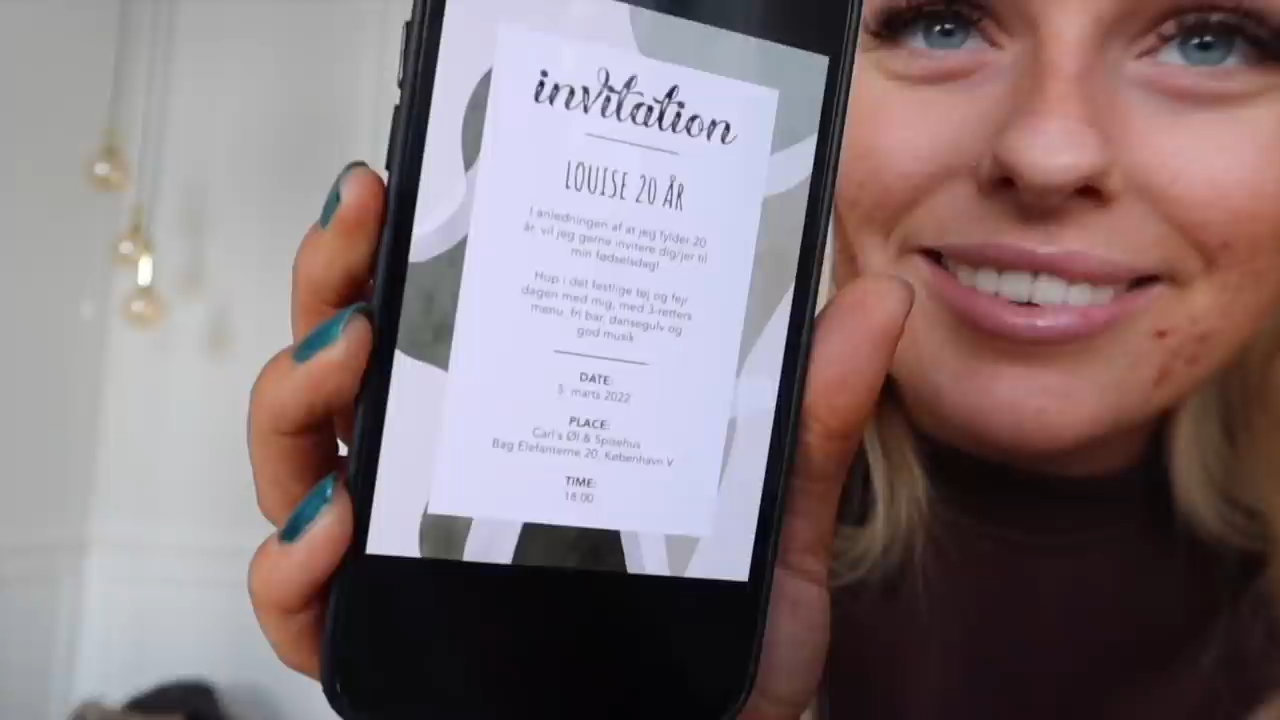 invitation
LOUISE 20 ÅR
I anledningen af at jeg fylder 20
år, vil jeg gerne invitere dig/jer til
min fødselsdag!
Hop i det festlige tøj og fejr
dagen med mig, med 3-retters
menu, fri bar, dansegulv og
god musik
DATE:
5. marts 2022
PLACE:
Carl's Øl & Spisehus
Bag Elefanterne 20, København V
TIME:
18:00